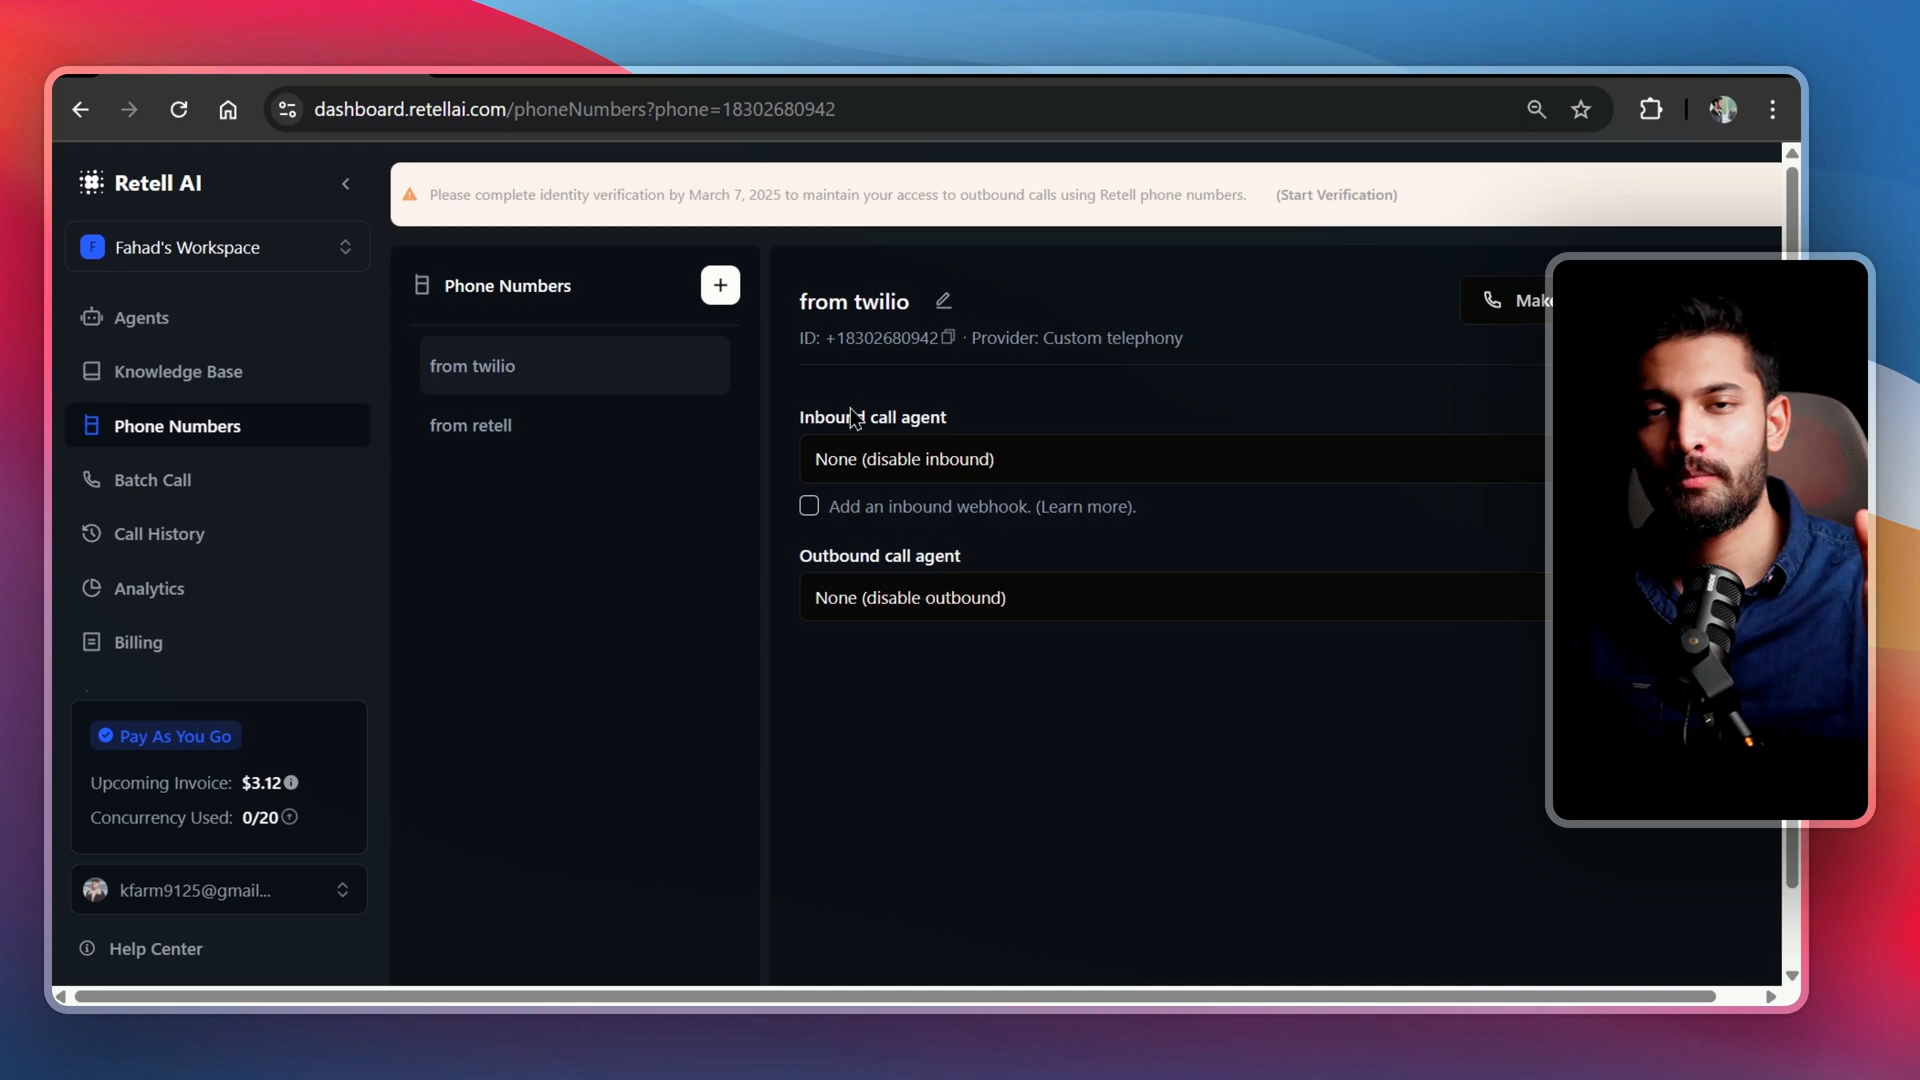 dashboard.retellai.com/phoneNumbers?phone=18302680942
Retell AI
Please complete identity verification by March 7, 2025 to maintain your access to outbound calls using Retell phone numbers. (Start Verification)
F Fahad's Workspace
Agents
Knowledge Base
Phone Numbers
Batch Call
Call History
Analytics
Billing
Pay As You Go
Upcoming Invoice: $3.12
Concurrency Used: 0/20
kfarm9125@gmail...
Help Center
Phone Numbers
+
from twilio
from retell
from twilio
Make
ID: +18302680942 · Provider: Custom telephony
Inbound call agent
None (disable inbound)
Add an inbound webhook. (Learn more).
Outbound call agent
None (disable outbound)